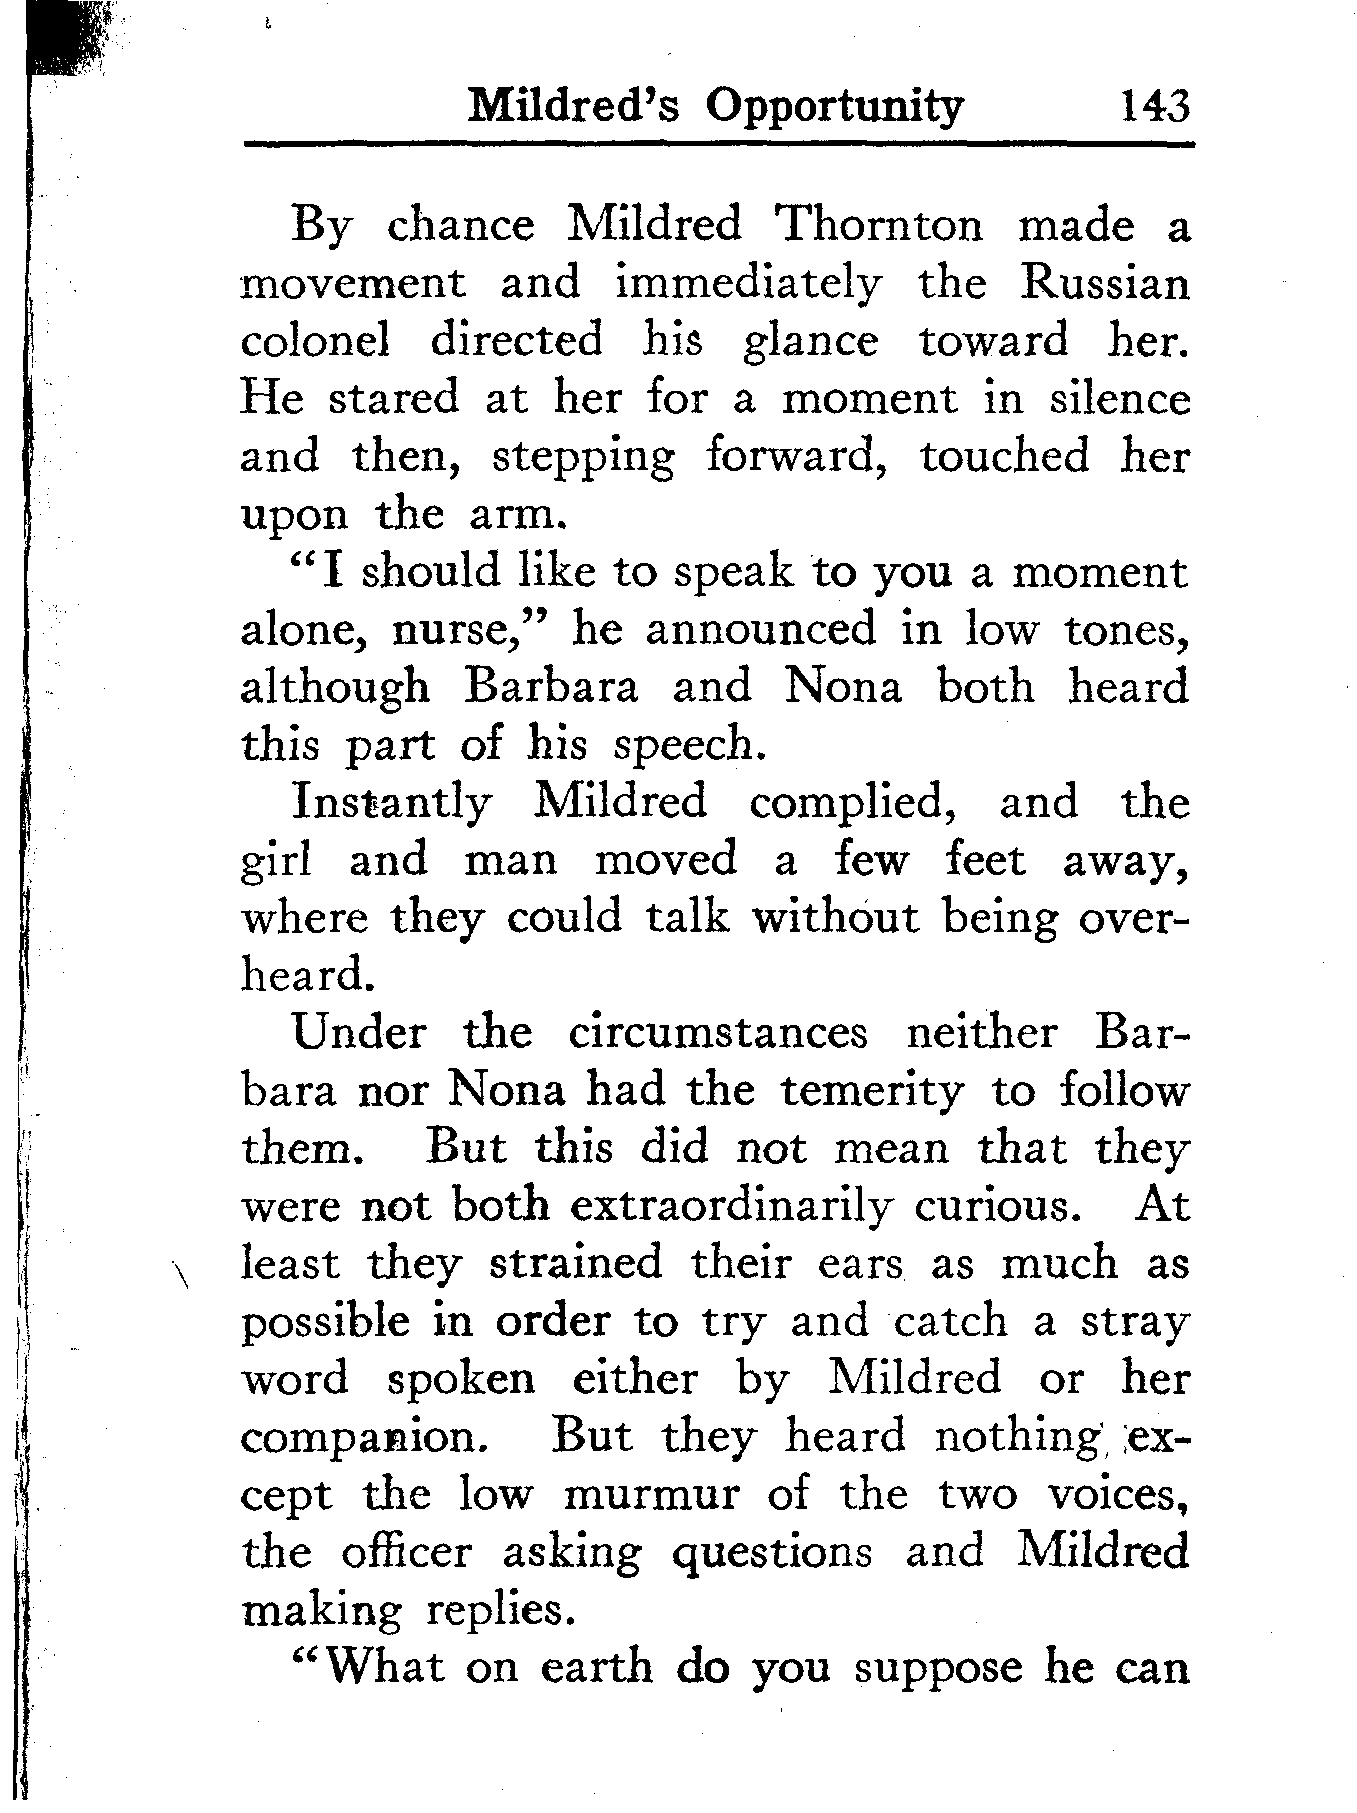 Mildred's Opportunity 143
By chance Mildred Thornton made a
movement and immediately the Russian
colonel directed his glance toward her.
He stared at her for a moment in silence
and then, stepping forward, touched her
upon the arm.
“I should like to speak to you a moment
alone, nurse,” he announced in low tones,
although Barbara and Nona both heard
this part of his speech.
Instantly Mildred complied, and the
girl and man moved a few feet away,
where they could talk without being over-
heard.
Under the circumstances neither Bar-
bara nor Nona had the temerity to follow
them. But this did not mean that they
were not both extraordinarily curious. At
least they strained their ears as much as
possible in order to try and catch a stray
word spoken either by Mildred or her
companion. But they heard nothing ex-
cept the low murmur of the two voices,
the officer asking questions and Mildred
making replies.
“What on earth do you suppose he can